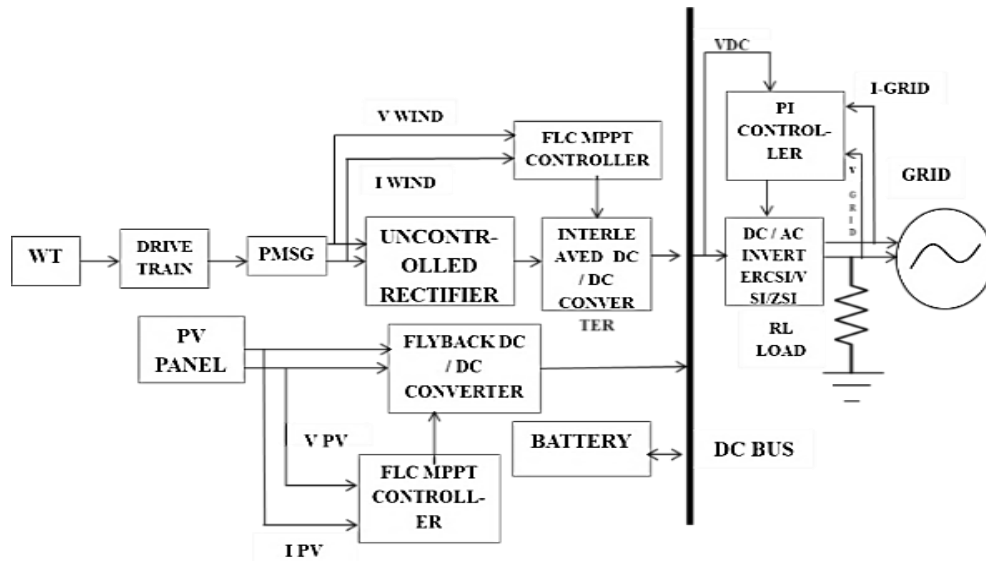 VDC
I-GRID
PI
CONTROL-
LER
V GRID
GRID
V WIND
FLC MPPT
CONTROLLER
I WIND
WT
DRIVE
TRAIN
PMSG
UNCONTR-
OLLED
RECTIFIER
INTERLE
AVED DC
/ DC
CONVER
TER
DC / AC
INVERT
ERCSI/V
SI/ZSI
RL
LOAD
PV
PANEL
FLYBACK DC
/ DC
CONVERTER
V PV
BATTERY
DC BUS
FLC MPPT
CONTROLL-
ER
I PV